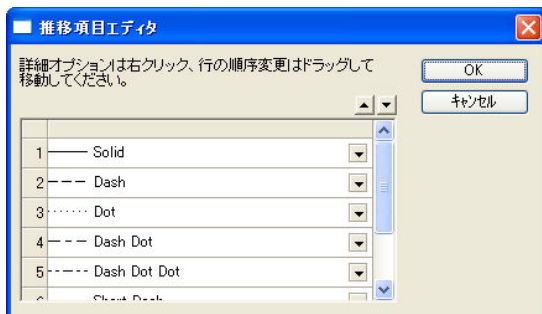 推移項目エディタ
詳細オプションは右クリック、行の順序変更はドラッグして
移動してください。
OK
キャンセル
1 Solid
2 Dash
3 Dot
4 Dash Dot
5 Dash Dot Dot
6 Short Dash